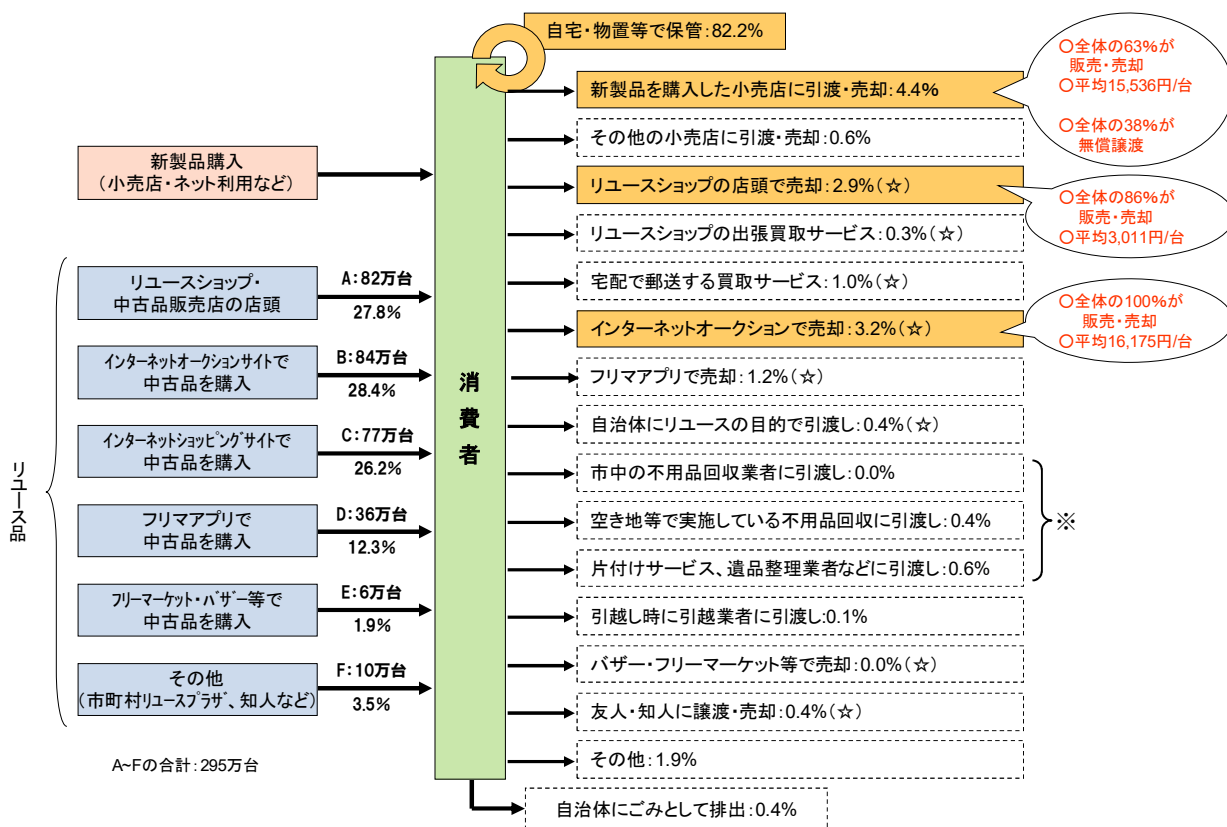 自宅・物置等で保管:82.2%
新製品を購入した小売店に引渡・売却:4.4%
〇全体の63%が
販売・売却
〇平均15,536円/台
〇全体の38%が
無償譲渡
その他の小売店に引渡・売却:0.6%
新製品購入
(小売店・ネット利用など)
リユースショップの店頭で売却:2.9%(☆)
〇全体の86%が
販売・売却
〇平均3,011円/台
リユースショップの出張買取サービス:0.3%(☆)
リユースショップ・
中古品販売店の店頭
A:82万台
27.8%
宅配で郵送する買取サービス:1.0%(☆)
インターネットオークションで売却:3.2%(☆)
〇全体の100%が
販売・売却
〇平均16,175円/台
インターネットオークションサイトで
中古品を購入
B:84万台
28.4%
フリマアプリで売却:1.2%(☆)
消費者
自治体にリユースの目的で引渡し:0.4%(☆)
インターネットショッピングサイトで
中古品を購入
C:77万台
26.2%
市中の不用品回収業者に引渡し:0.0%
リユース品
フリマアプリで
中古品を購入
D:36万台
12.3%
空き地等で実施している不用品回収に引渡し:0.4%
※
片付けサービス、遺品整理業者などに引渡し:0.6%
フリーマーケット・バザー等で
中古品を購入
E:6万台
1.9%
引越し時に引越業者に引渡し:0.1%
バザー・フリーマーケット等で売却:0.0%(☆)
その他
(市町村リユースプラザ、知人など)
F:10万台
3.5%
友人・知人に譲渡・売却:0.4%(☆)
その他:1.9%
A~Fの合計:295万台
自治体にごみとして排出:0.4%